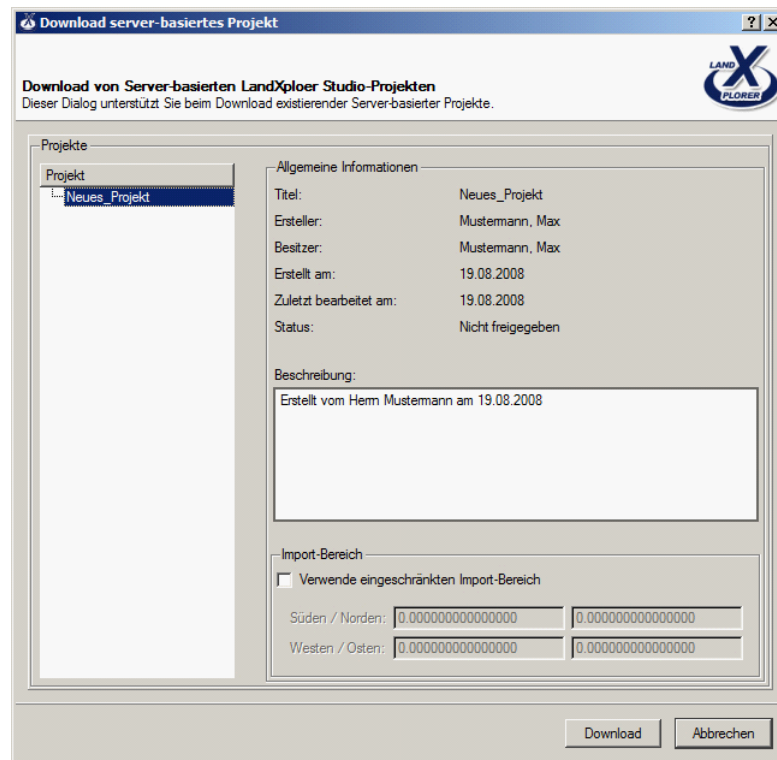 Download server-basiertes Projekt
Download von Server-basierten LandXploer Studio-Projekten
Dieser Dialog unterstützt Sie beim Download existierender Server-basierter Projekte.
LAND
X
PLORER
Projekte
Projekt
Neues_Projekt
Allgemeine Informationen
Titel: Neues_Projekt
Ersteller: Mustermann, Max
Besitzer: Mustermann, Max
Erstellt am: 19.08.2008
Zuletzt bearbeitet am: 19.08.2008
Status: Nicht freigegeben
Beschreibung:
Erstellt vom Herrn Mustermann am 19.08.2008
Import-Bereich
Verwende eingeschränkten Import-Bereich
Süden / Norden: 0.000000000000000 0.000000000000000
Westen / Osten: 0.000000000000000 0.000000000000000
Download Abbrechen